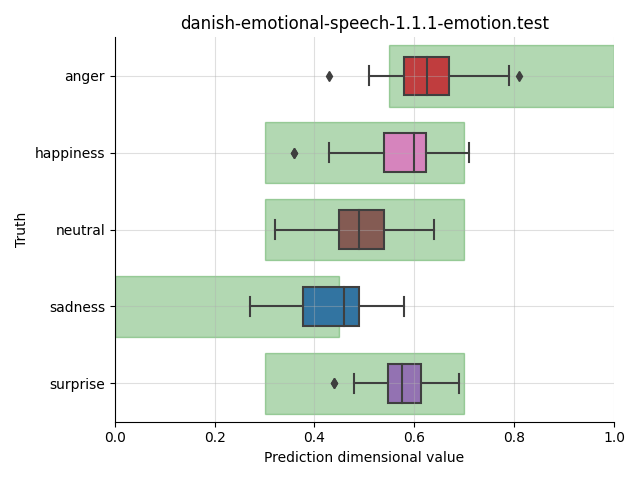 danish-emotional-speech-1.1.1-emotion.test
anger
happiness
neutral
sadness
surprise
Truth
0.0 0.2 0.4 0.6 0.8 1.0
Prediction dimensional value